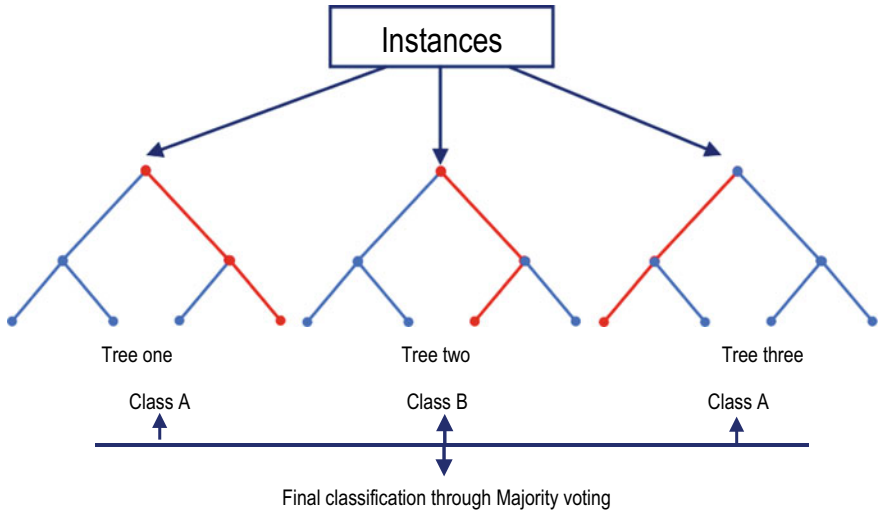 Instances
Tree one
Tree two
Tree three
Class A
Class B
Class A
Final classification through Majority voting